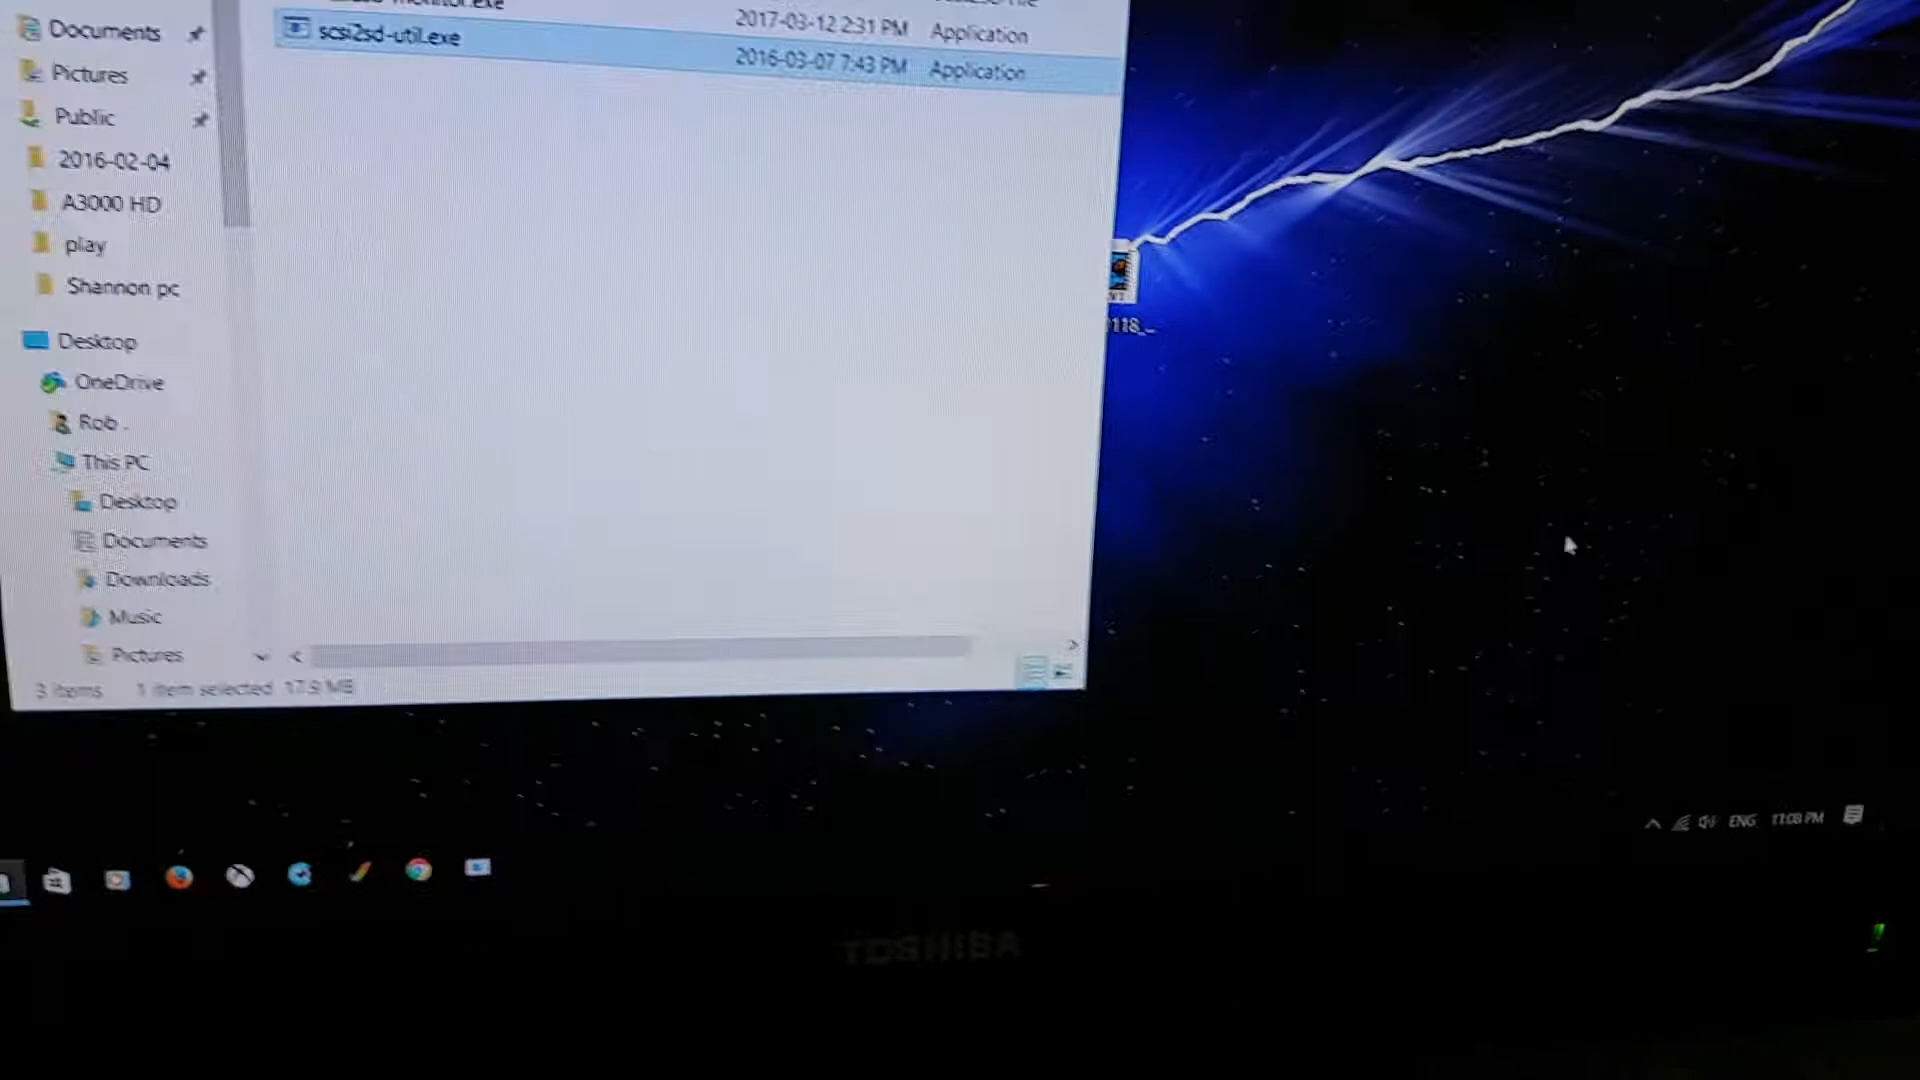 Documents
2017-03-12 2:31 PM Application
scsi2sd-util.exe 2016-03-07 7:43 PM Application
Pictures
Public
2016-02-04
A3000 HD
play
Shannon pc
Desktop
OneDrive
Rob .
This PC
Desktop
Documents
Downloads
Music
Pictures
3 items 1 item selected 17.9 MB
118_...
ENG 11:08 PM
TOSHIBA